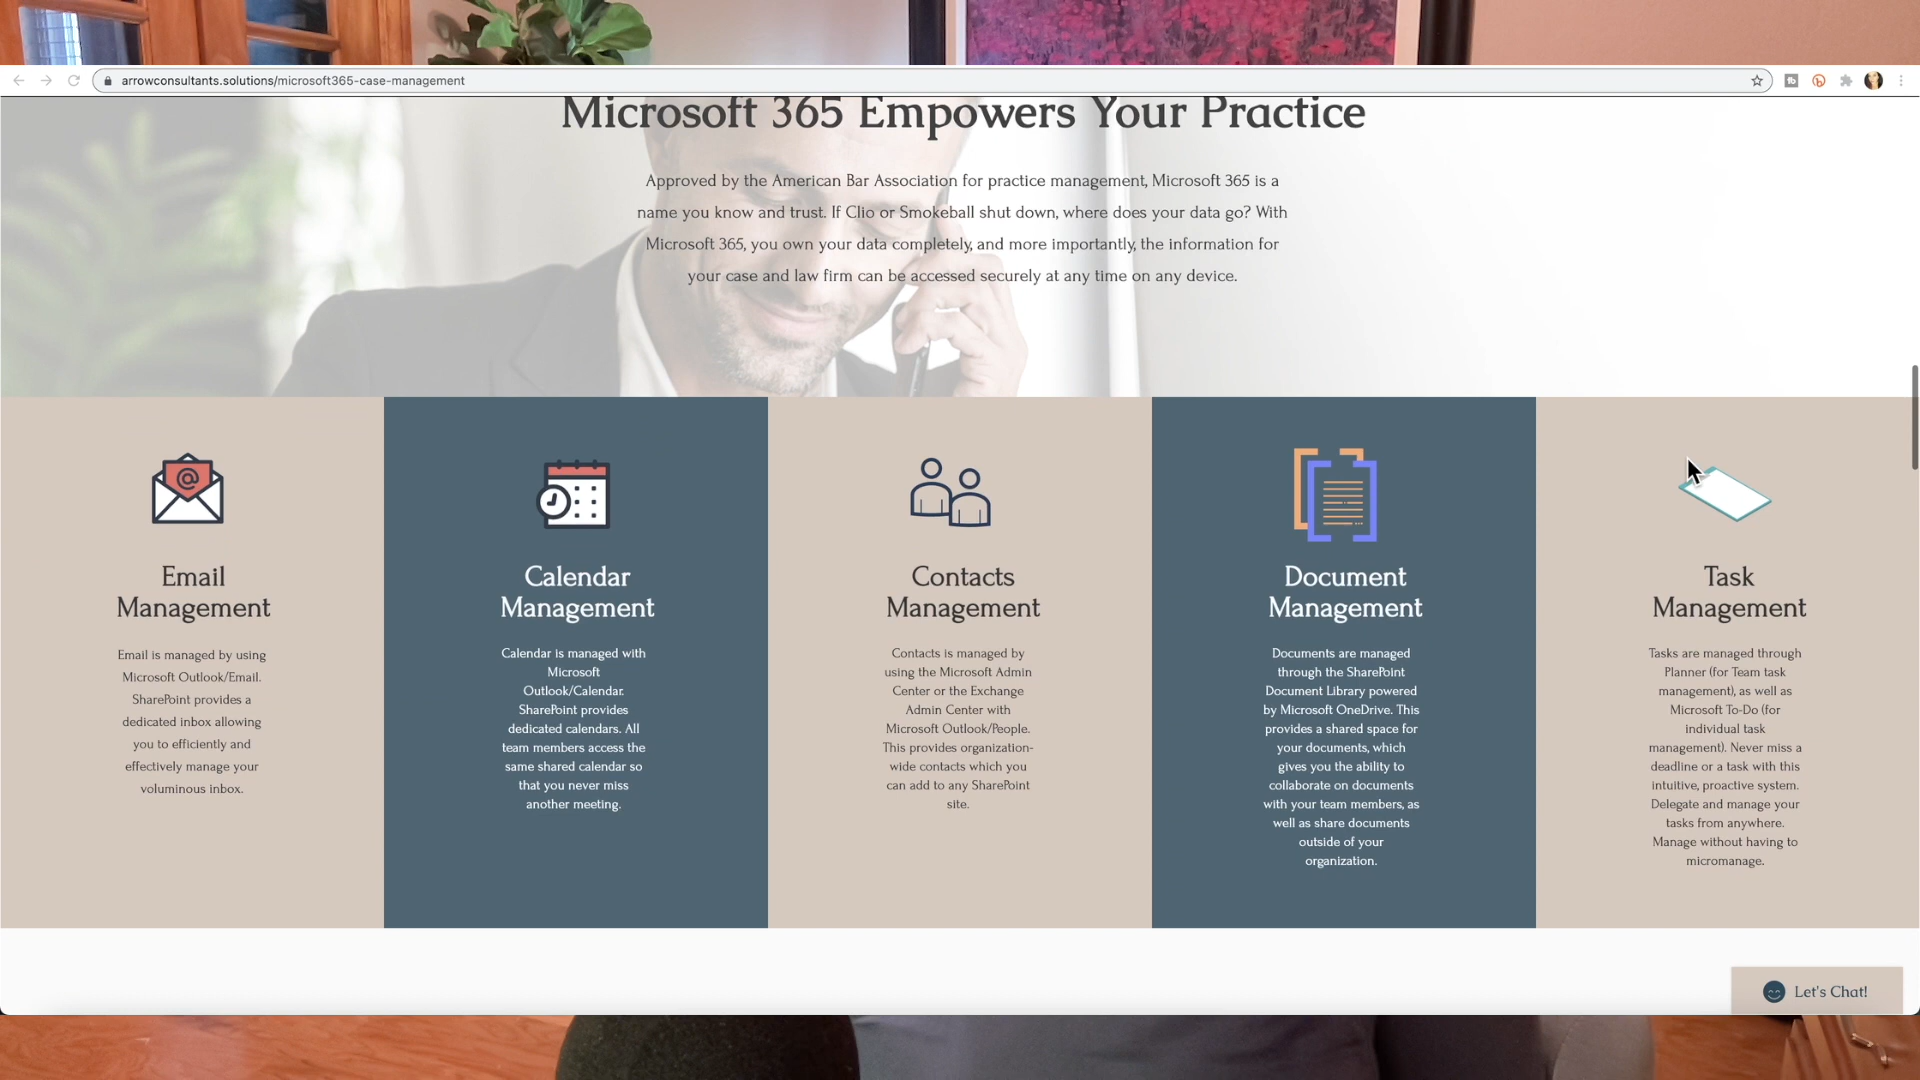 arrowconsultants.solutions/microsoft365-case-management
Microsoft 365 Empowers Your Practice
Approved by the American Bar Association for practice management, Microsoft 365 is a
name you know and trust. If Clio or Smokeball shut down, where does your data go? With
Microsoft 365, you own your data completely, and more importantly, the information for
your case and law firm can be accessed securely at any time on any device.
Email
Management
Email is managed by using
Microsoft Outlook/Email.
SharePoint provides a
dedicated inbox allowing
you to efficiently and
effectively manage your
voluminous inbox.
Calendar
Management
Calendar is managed with
Microsoft
Outlook/Calendar.
SharePoint provides
dedicated calendars. All
team members access the
same shared calendar so
that you never miss
another meeting.
Contacts
Management
Contacts is managed by
using the Microsoft Admin
Center or the Exchange
Admin Center with
Microsoft Outlook/People.
This provides organization-
wide contacts which you
can add to any SharePoint
site.
Document
Management
Documents are managed
through the SharePoint
Document Library powered
by Microsoft OneDrive. This
provides a shared space for
your documents, which
gives you the ability to
collaborate on documents
with your team members, as
well as share documents
outside of your
organization.
Task
Management
Tasks are managed through
Planner (for Team task
management), as well as
Microsoft To-Do (for
individual task
management). Never miss a
deadline or a task with this
intuitive, proactive system.
Delegate and manage your
tasks from anywhere.
Manage without having to
micromanage.
Let's Chat!